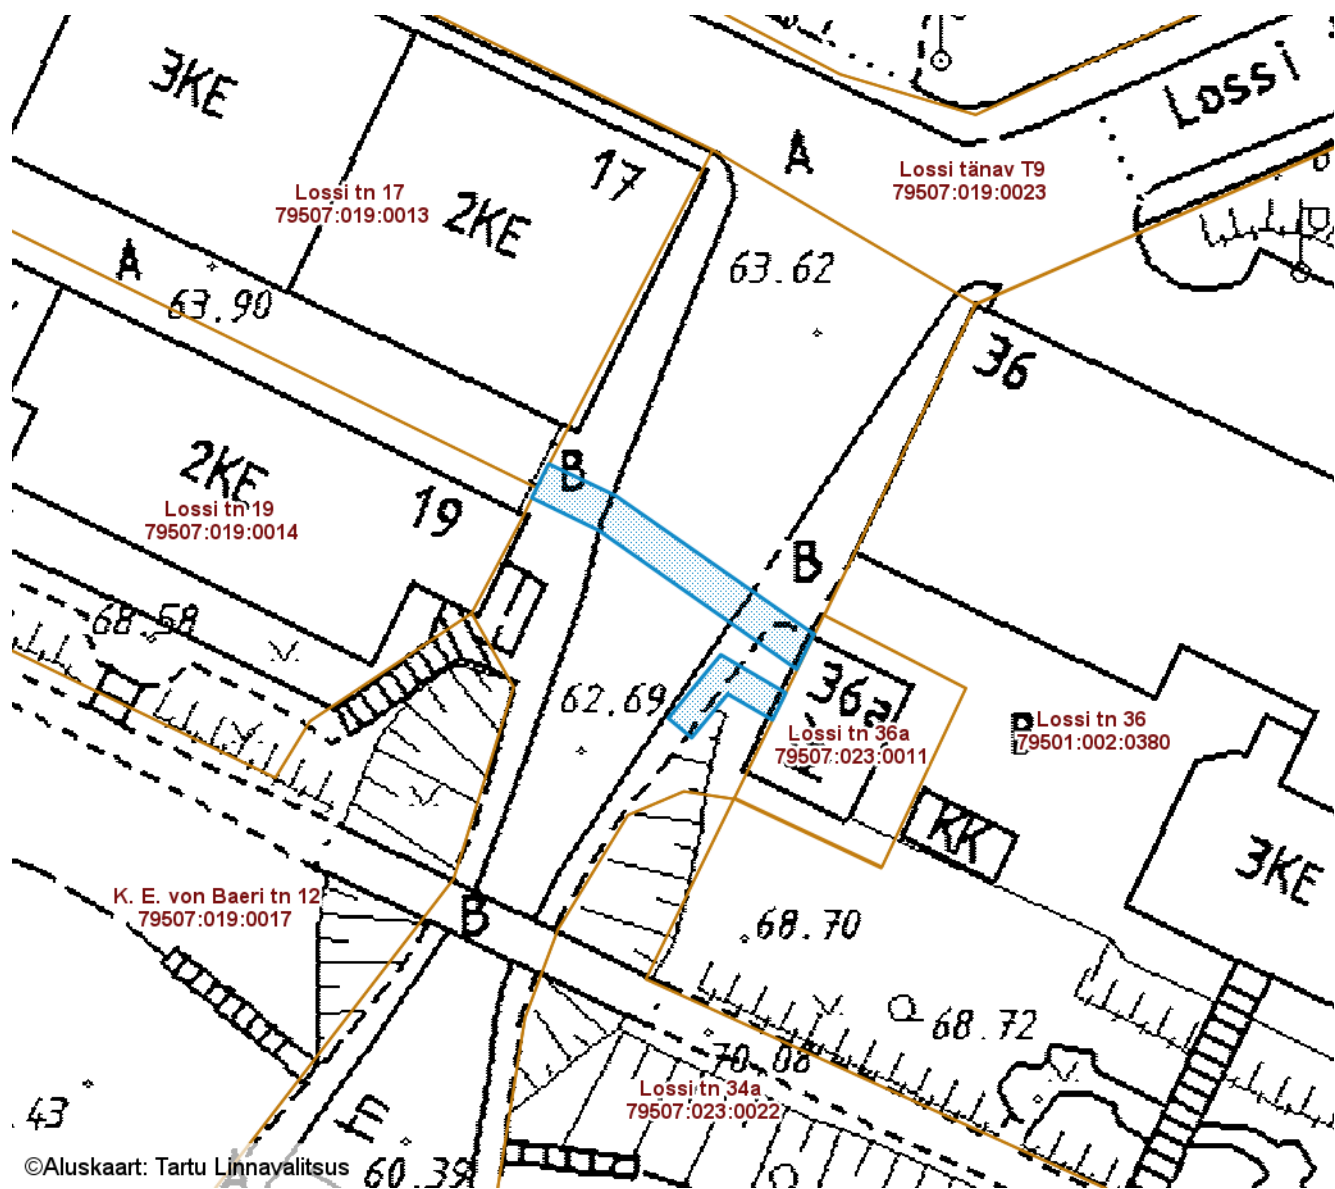 3KE
Lossi
17
A
Lossi tänav T9
79507:019:0023
Lossi tn 17
79507:019:0013
2KE
A
63.90
63.62
36
2KE
19
B
Lossi tn 19
79507:019:0014
B
68.58
62.69
36a
Lossi tn 36a
79507:023:0011
Lossi tn 36
79501:002:0380
KK
3KE
K. E. von Baeri tn 12
79507:019:0017
B
68.70
68.72
70.08
Lossi tn 34a
79507:023:0022
43
E
60.39
©Aluskaart: Tartu Linnavalitsus